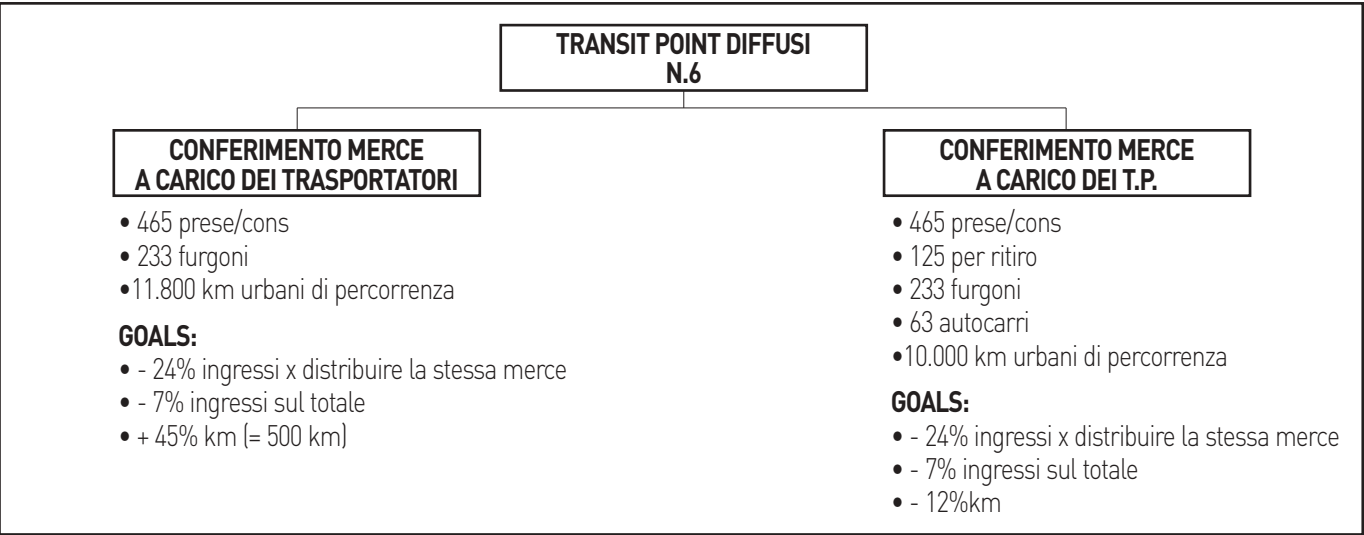 TRANSIT POINT DIFFUSI
N.6
CONFERIMENTO MERCE
A CARICO DEI TRASPORTATORI
• 465 prese/cons
• 233 furgoni
•11.800 km urbani di percorrenza
GOALS:
• - 24% ingressi x distribuire la stessa merce
• - 7% ingressi sul totale
• + 45% km (= 500 km)
CONFERIMENTO MERCE
A CARICO DEI T.P.
• 465 prese/cons
• 125 per ritiro
• 233 furgoni
• 63 autocarri
•10.000 km urbani di percorrenza
GOALS:
• - 24% ingressi x distribuire la stessa merce
• - 7% ingressi sul totale
• - 12%km